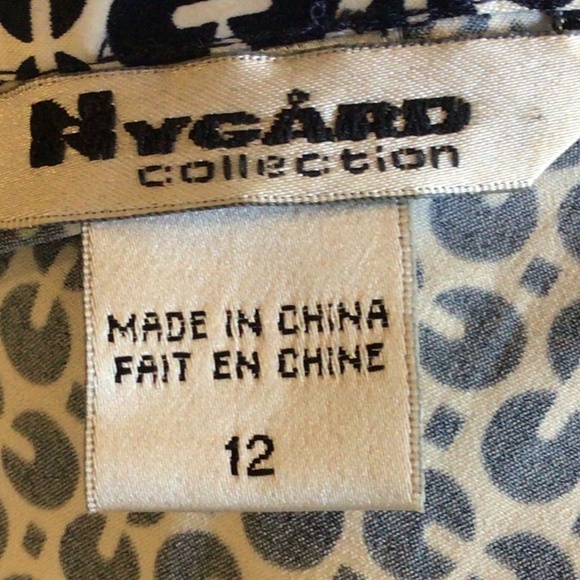 NYGÅRD
collection
MADE IN CHINA
FAIT EN CHINE
12